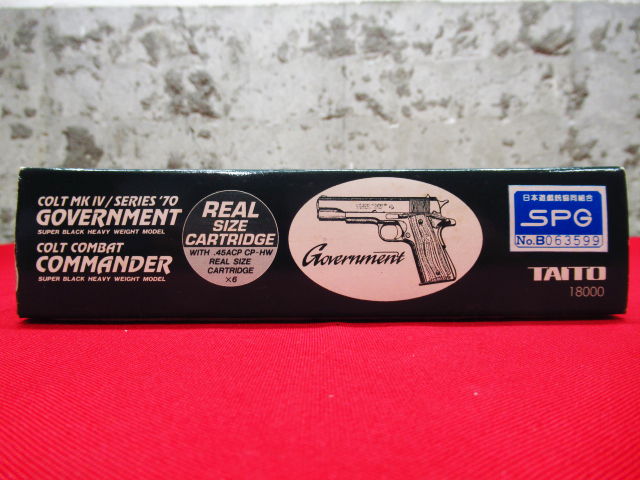 COLT MK IV/SERIES '70
GOVERNMENT
SUPER BLACK HEAVY WEIGHT MODEL
COLT COMBAT
COMMANDER
SUPER BLACK HEAVY WEIGHT MODEL
REAL
SIZE
CARTRIDGE
WITH .45ACP CP-HW
REAL SIZE
CARTRIDGE
×6
Government
日本遊戯銃協同組合
SPG
No.B063599
TAITO
18000